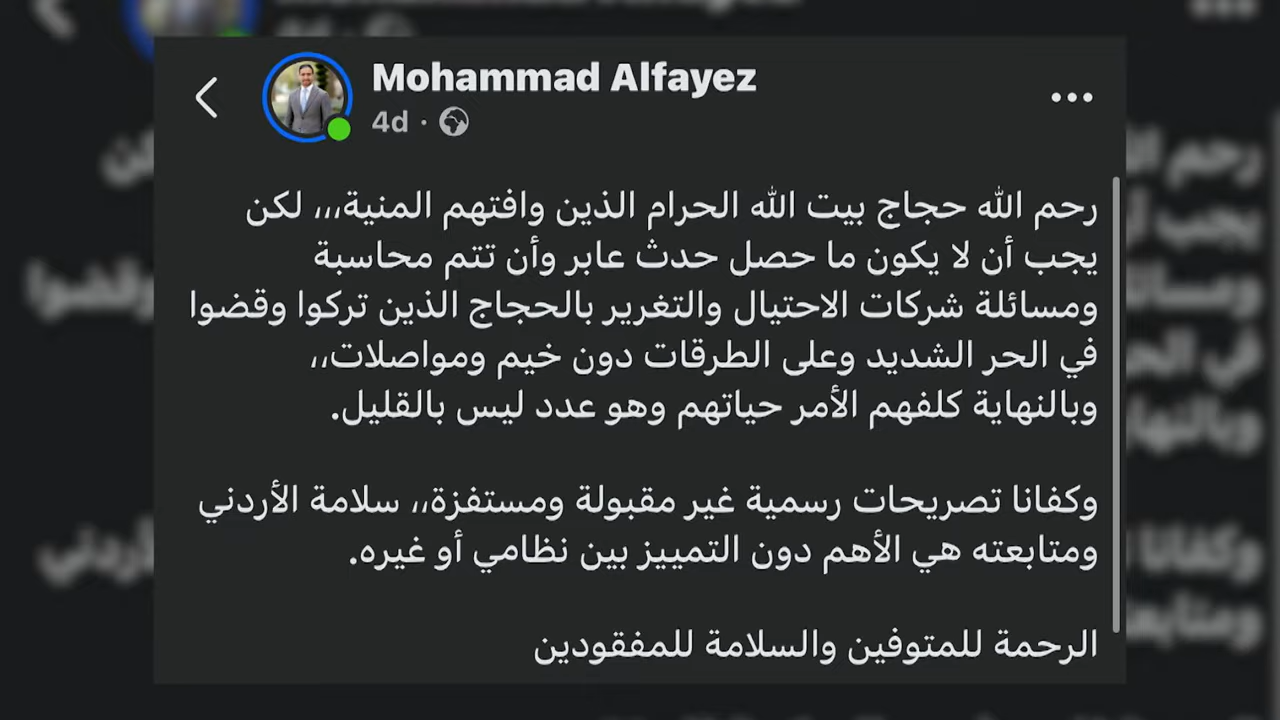 Mohammad Alfayez
4d ·
رحم الله حجاج بيت الله الحرام الذين وافتهم المنية،،، لكن
يجب أن لا يكون ما حصل حدث عابر وأن تتم محاسبة
ومسائلة شركات الاحتيال والتغرير بالحجاج الذين تركوا وقضوا
في الحر الشديد وعلى الطرقات دون خيم ومواصلات،،
وبالنهاية كلفهم الأمر حياتهم وهو عدد ليس بالقليل.
وكفانا تصريحات رسمية غير مقبولة ومستفزة،، سلامة الأردني
ومتابعته هي الأهم دون التمييز بين نظامي أو غيره.
الرحمة للمتوفين والسلامة للمفقودين